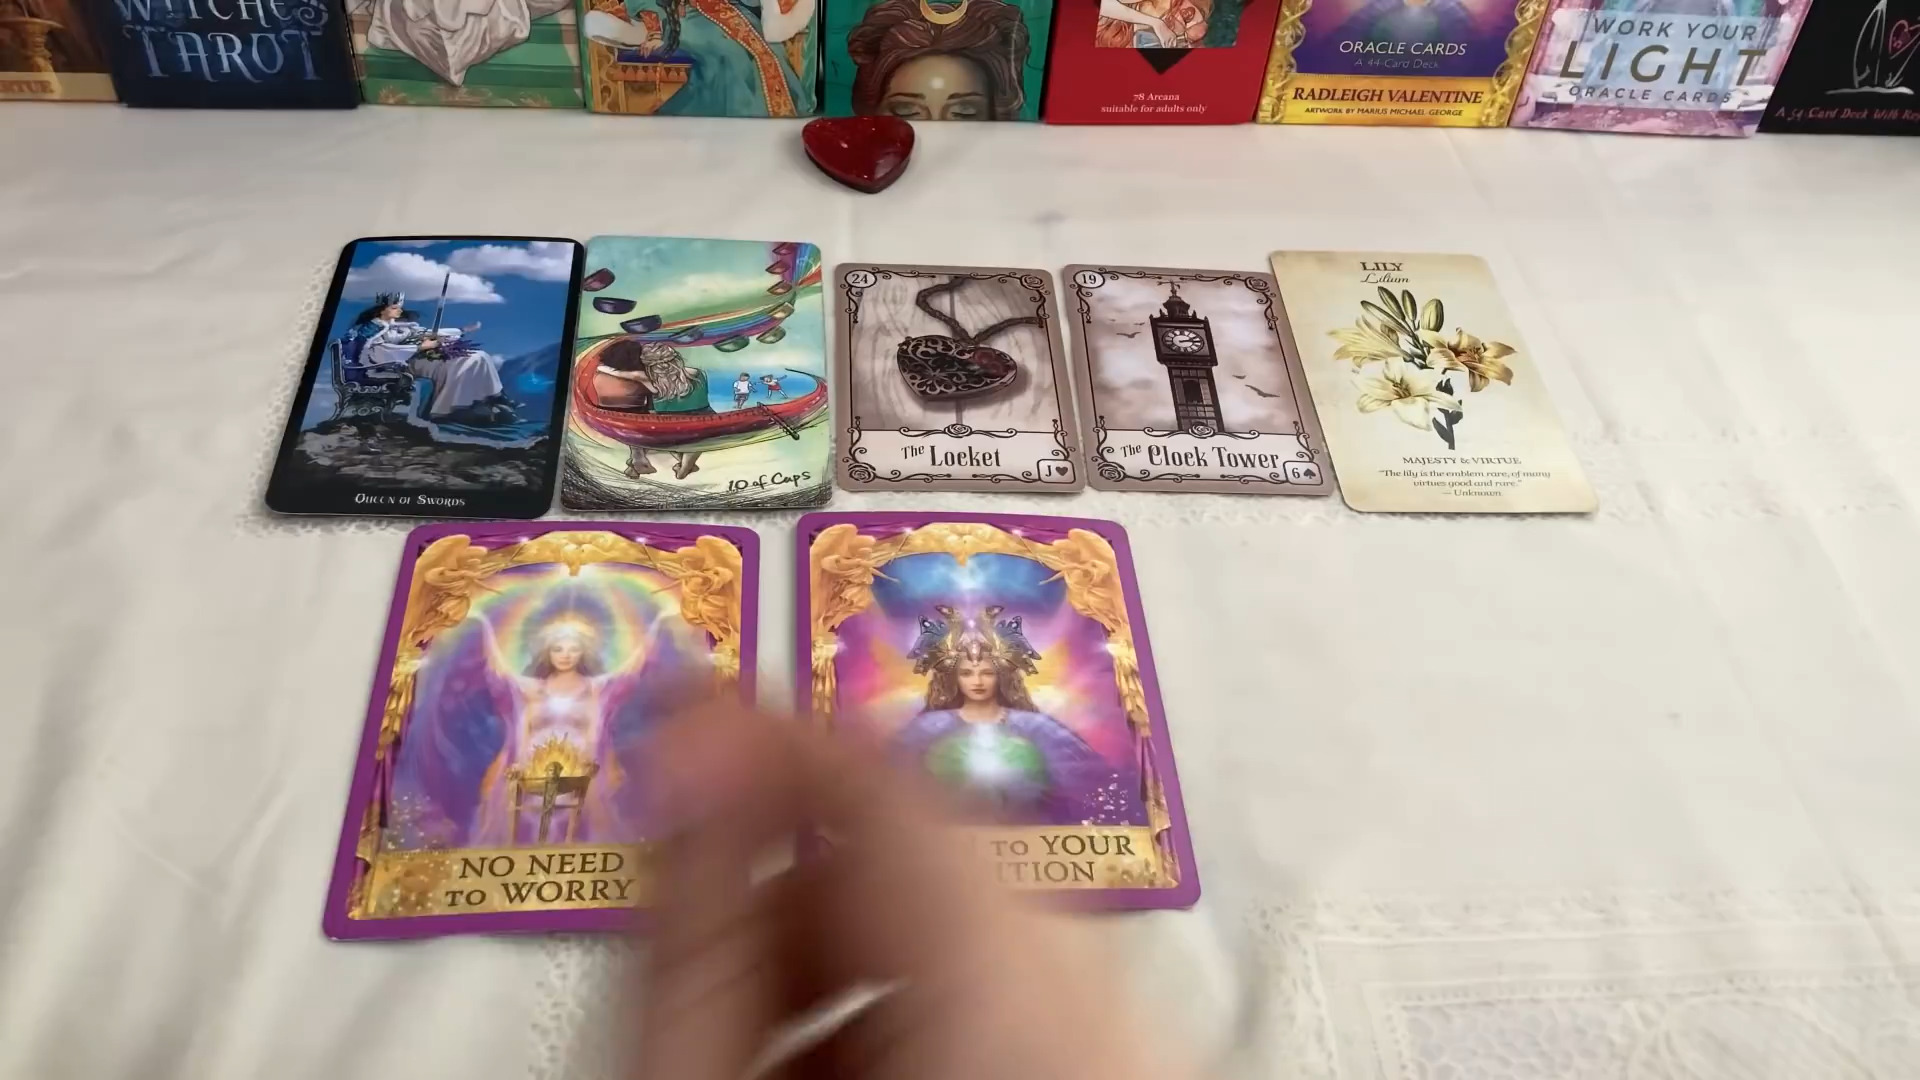 WITCHES
TAROT
78 Arcana
suitable for adults only
ORACLE CARDS
A 44-Card Deck
RADLEIGH VALENTINE
ARTWORK BY MARIUS MICHAEL GEORGE
WORK YOUR
LIGHT
ORACLE CARDS
A 54 Card Deck With
QUEEN OF SWORDS
10 of Cups
24
The Locket
J♥
19
The Clock Tower
6♠
LILY
Lilium
MAJESTY & VIRTUE
"The lily is the emblem rare, of many
virtues good and rare."
— Unknown
NO NEED
TO WORRY
TO YOUR